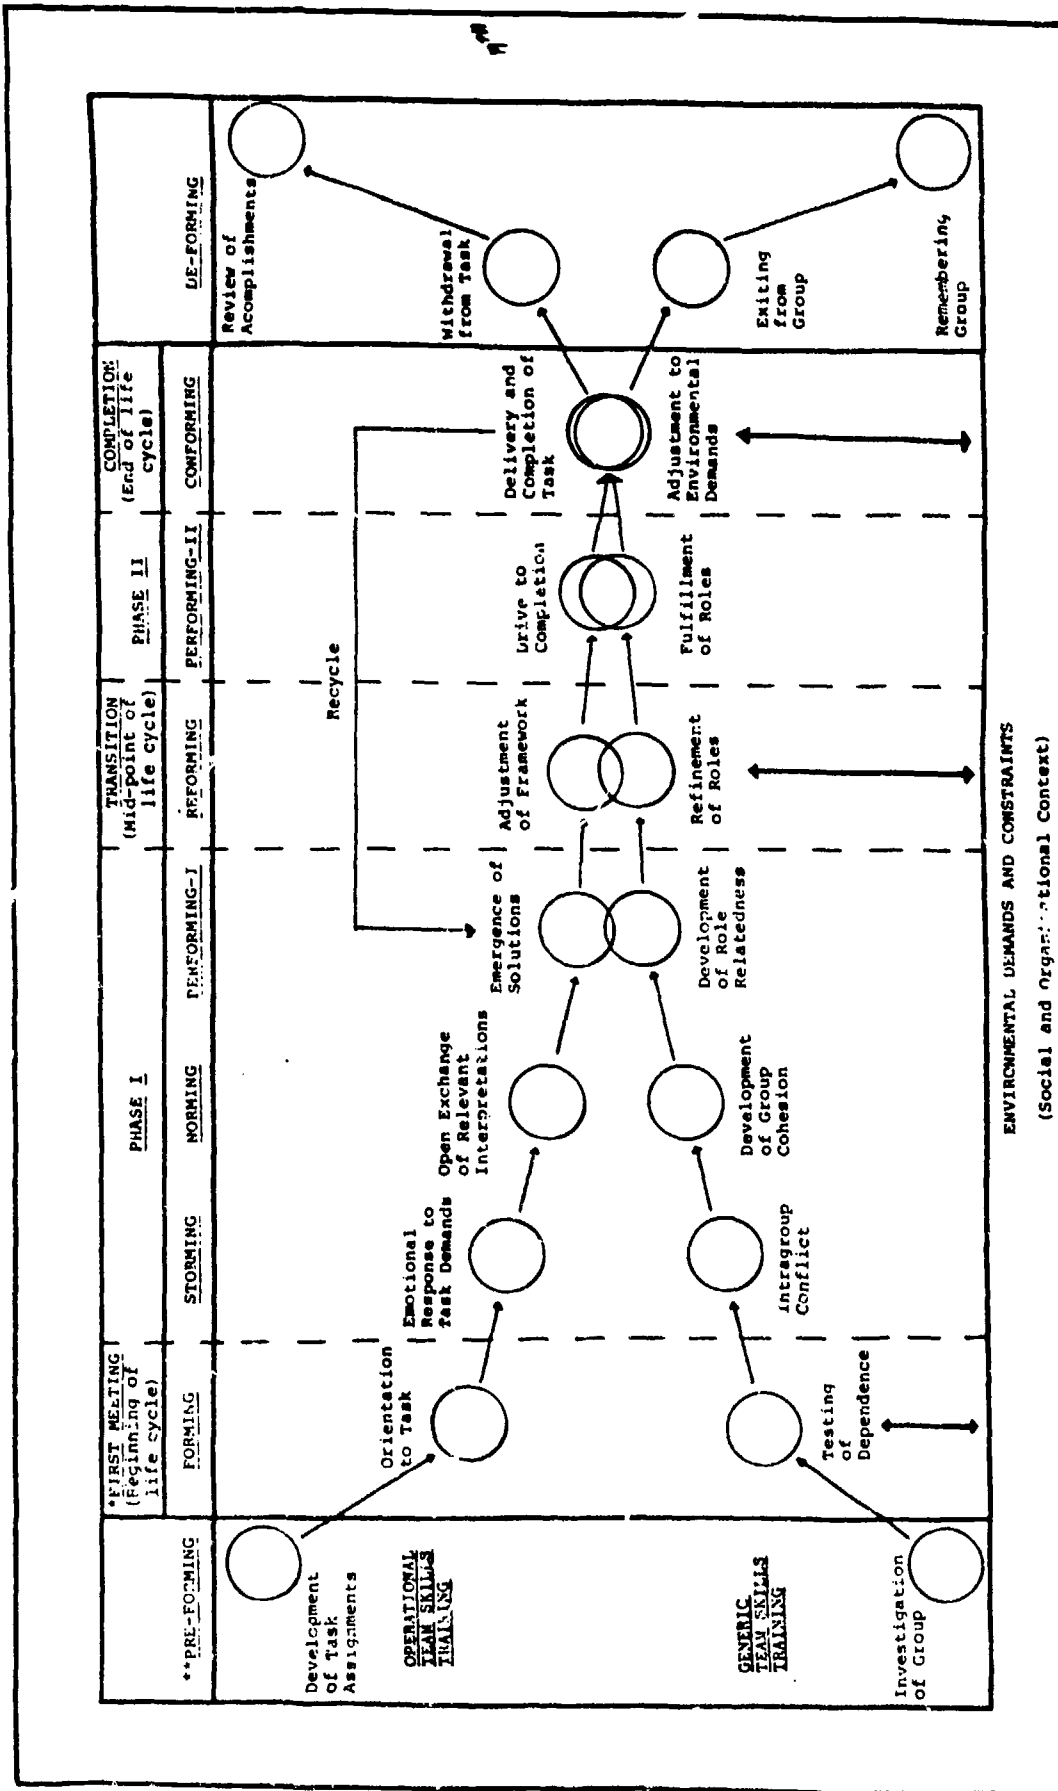 *FIRST MEETING
(Beginning of
life cycle)
PHASE I
TRANSITION
(Mid-point of
life cycle)
PHASE II
COMPLETION
(End of life
cycle)
**PRE-FORMING
FORMING
STORMING
NORMING
PERFORMING-I
REFORMING
PERFORMING-II
CONFORMING
DE-FORMING
Development
of Task
Assignments
OPERATIONAL
TEAM SKILLS
TRAINING
GENERIC
TEAM SKILLS
TRAINING
Investigation
of Group
Orientation
to Task
Testing
of
Dependence
Emotional
Response to
Task Demands
Intragroup
Conflict
Open Exchange
of Relevant
Interpretations
Development
of Group
Cohesion
Emergence of
Solutions
Development
of Role
Relatedness
Recycle
Adjustment
of Framework
Refinement
of Roles
Drive to
Completion
Fulfillment
of Roles
Delivery and
Completion of
Task
Adjustment to
Environmental
Demands
Review of
Acomplishments
Withdrawal
from Task
Exiting
from
Group
Remembering
Group
ENVIRONMENTAL DEMANDS AND CONSTRAINTS
(Social and Organizational Context)